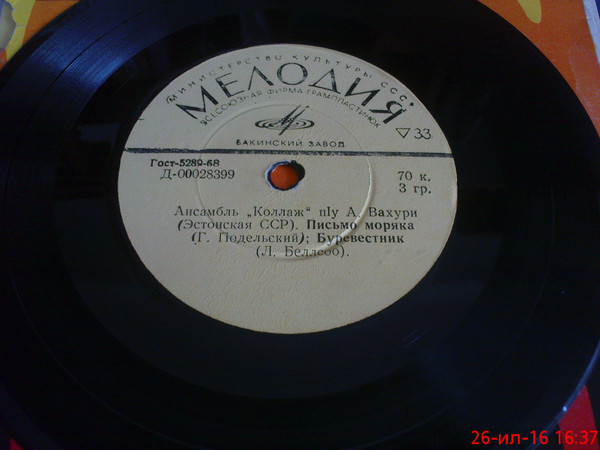 МИНИСТЕРСТВО КУЛЬТУРЫ СССР
МЕЛОДИЯ
ВСЕСОЮЗНАЯ ФИРМА ГРАМПЛАСТИНОК
▽ 33
БАКИНСКИЙ ЗАВОД
Гост-5289-68
Д-00028399
70 к.
3 гр.
Ансамбль „Коллаж" п|у А. Вахури
(Эстонская ССР). Письмо моряка
(Г. Подельский); Буревестник
(Л. Беллсоо).
26-ил-16 16:37